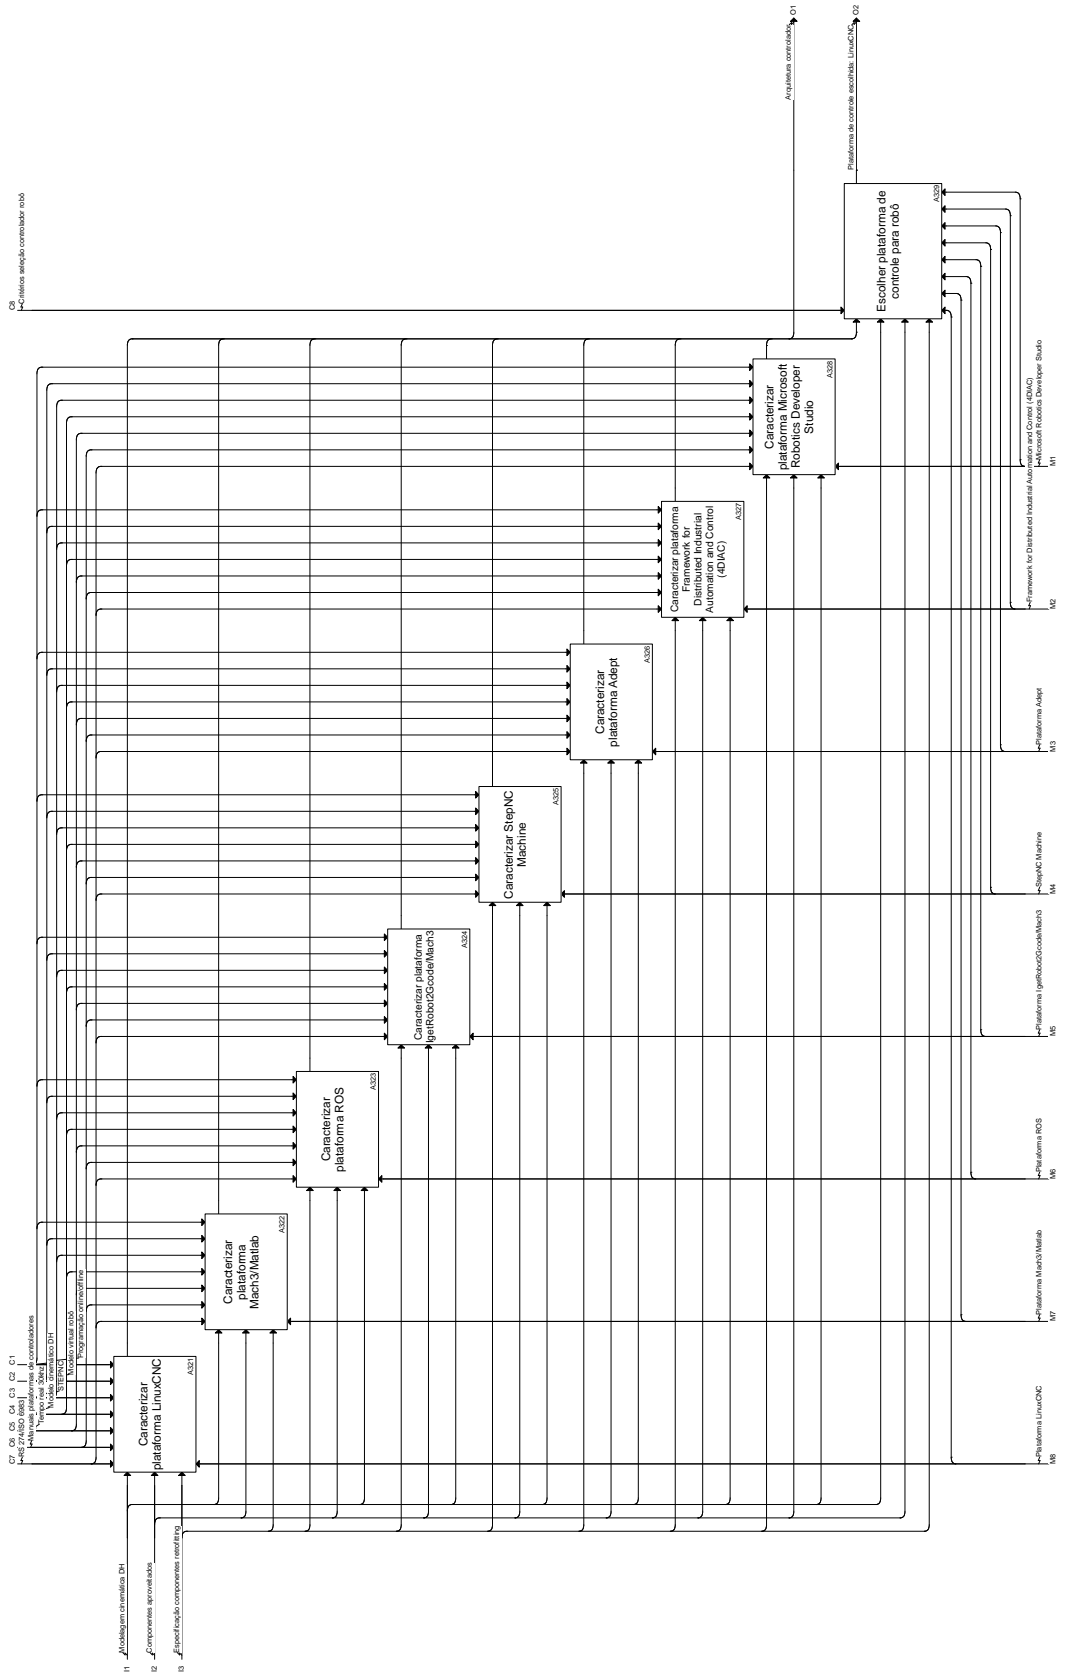 C8
Critérios seleção controlador robô
C1
C2
C3
C4
C5
C6
C7
Programação online/offline
Modelo virtual robô
STEPNC
Modelo cinemático DH
Tempo real 30khz
Manuais plataformas de controladores
RS 274/ISO 6983
I1
Modelagem cinemática DH
I2
Componentes aproveitados
I3
Especificação componentes retrofitting
Caracterizar
plataforma LinuxCNC
A321
Caracterizar
plataforma
Mach3/Matlab
A322
Caracterizar
plataforma ROS
A323
Caracterizar plataforma
IgetRobot2Gcode/Mach3
A324
Caracterizar StepNC
Machine
A325
Caracterizar
plataforma Adept
A326
Caracterizar plataforma
Framework for
Distributed Industrial
Automation and Control
(4DIAC)
A327
Caracterizar
plataforma Microsoft
Robotics Developer
Studio
A328
Escolher plataforma de
controle para robô
A329
Arquitetura controlador
O1
Plataforma de controle escolhida: LinuxCNC
O2
Plataforma LinuxCNC
M8
Plataforma Mach3/Matlab
M7
Plataforma ROS
M6
Plataforma IgetRobot2Gcode/Mach3
M5
StepNC Machine
M4
Plataforma Adept
M3
Framework for Distributed Industrial Automation and Control (4DIAC)
M2
Microsoft Robotics Developer Studio
M1